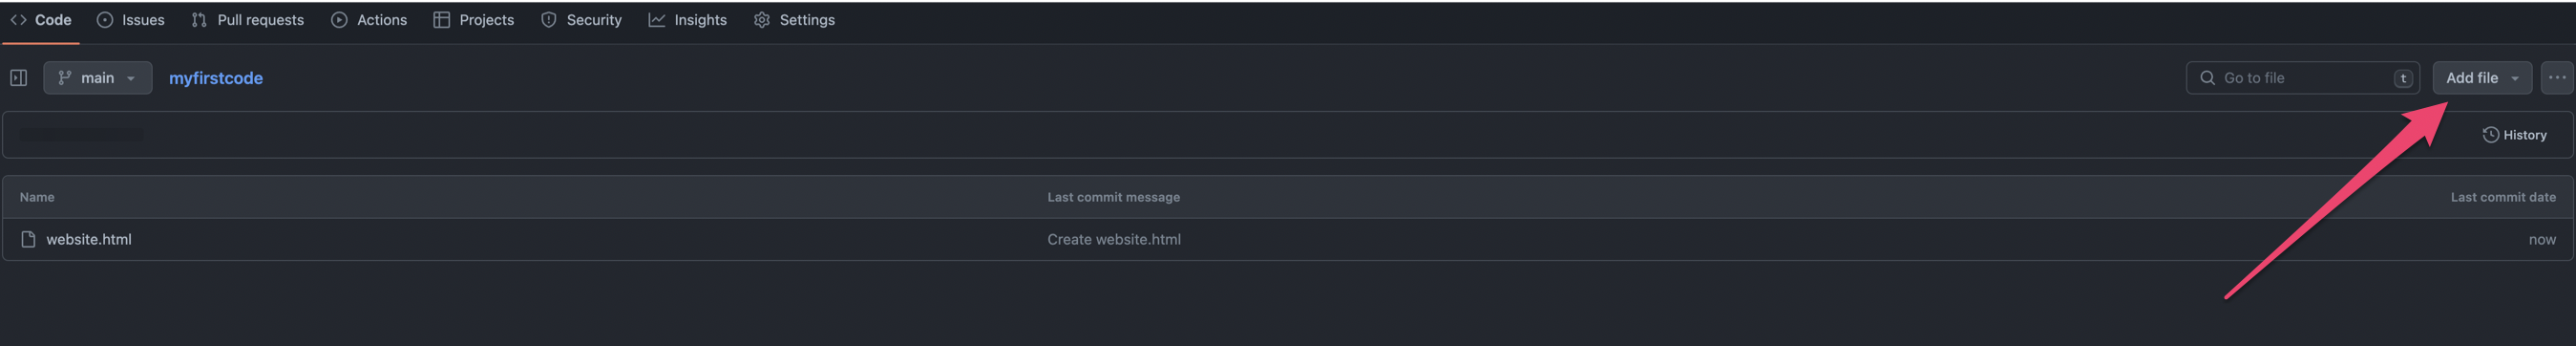 Code Issues Pull requests Actions Projects Security Insights Settings
main myfirstcode Go to file t Add file
History
Name Last commit message Last commit date
website.html Create website.html now